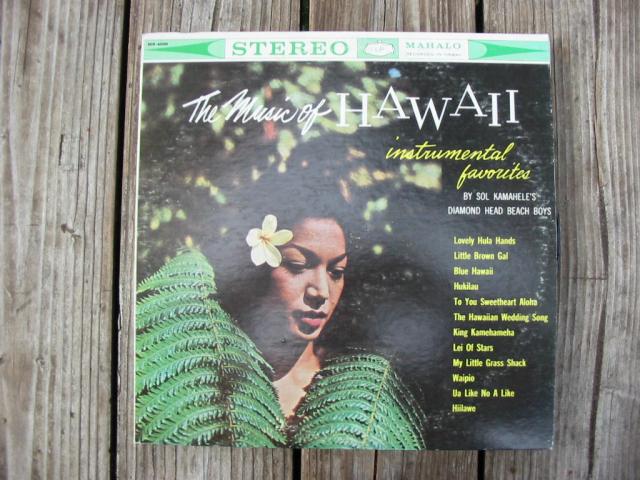 STEREO
MAHALO
The Music of HAWAII
instrumental
favorites
BY SOL KAMAHELE'S
DIAMOND HEAD BEACH BOYS
Lovely Hula Hands
Little Brown Gal
Blue Hawaii
Hukilau
To You Sweetheart Aloha
The Hawaiian Wedding Song
King Kamehameha
Lei Of Stars
My Little Grass Shack
Waipio
Ua Like No A Like
Hiilawe